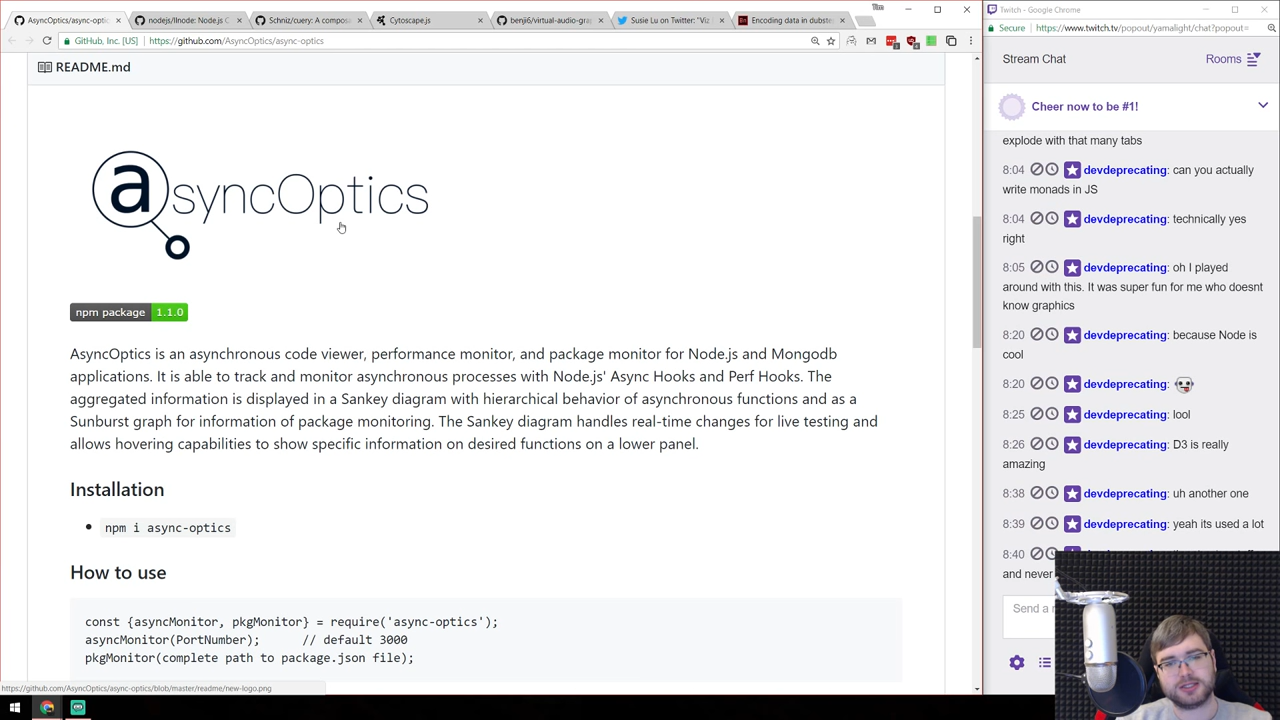 AsyncOptics/async-optic
nodejs/llnode: Node.js C
Schniz/cuery: A compose
Cytoscape.js
benji6/virtual-audio-gra
Susie Lu on Twitter: "Viz
Encoding data in dubste
Tim
GitHub, Inc. [US]
https://github.com/AsyncOptics/async-optics
README.md
asyncOptics
npm package 1.1.0
AsyncOptics is an asynchronous code viewer, performance monitor, and package monitor for Node.js and Mongodb
applications. It is able to track and monitor asynchronous processes with Node.js' Async Hooks and Perf Hooks. The
aggregated information is displayed in a Sankey diagram with hierarchical behavior of asynchronous functions and as a
Sunburst graph for information of package monitoring. The Sankey diagram handles real-time changes for live testing and
allows hovering capabilities to show specific information on desired functions on a lower panel.
Installation
npm i async-optics
How to use
const {asyncMonitor, pkgMonitor} = require('async-optics');
asyncMonitor(PortNumber); // default 3000
pkgMonitor(complete path to package.json file);
https://github.com/AsyncOptics/async-optics/blob/master/readme/new-logo.png
Twitch - Google Chrome
Secure
https://www.twitch.tv/popout/yamalight/chat?popout=
Stream Chat
Rooms
Cheer now to be #1!
explode with that many tabs
8:04 devdeprecating: can you actually
write monads in JS
8:04 devdeprecating: technically yes
right
8:05 devdeprecating: oh I played
around with this. It was super fun for me who doesnt
know graphics
8:20 devdeprecating: because Node is
cool
8:20 devdeprecating:
8:25 devdeprecating: lool
8:26 devdeprecating: D3 is really
amazing
8:38 devdeprecating: uh another one
8:39 devdeprecating: yeah its used a lot
8:40
and never
Send a